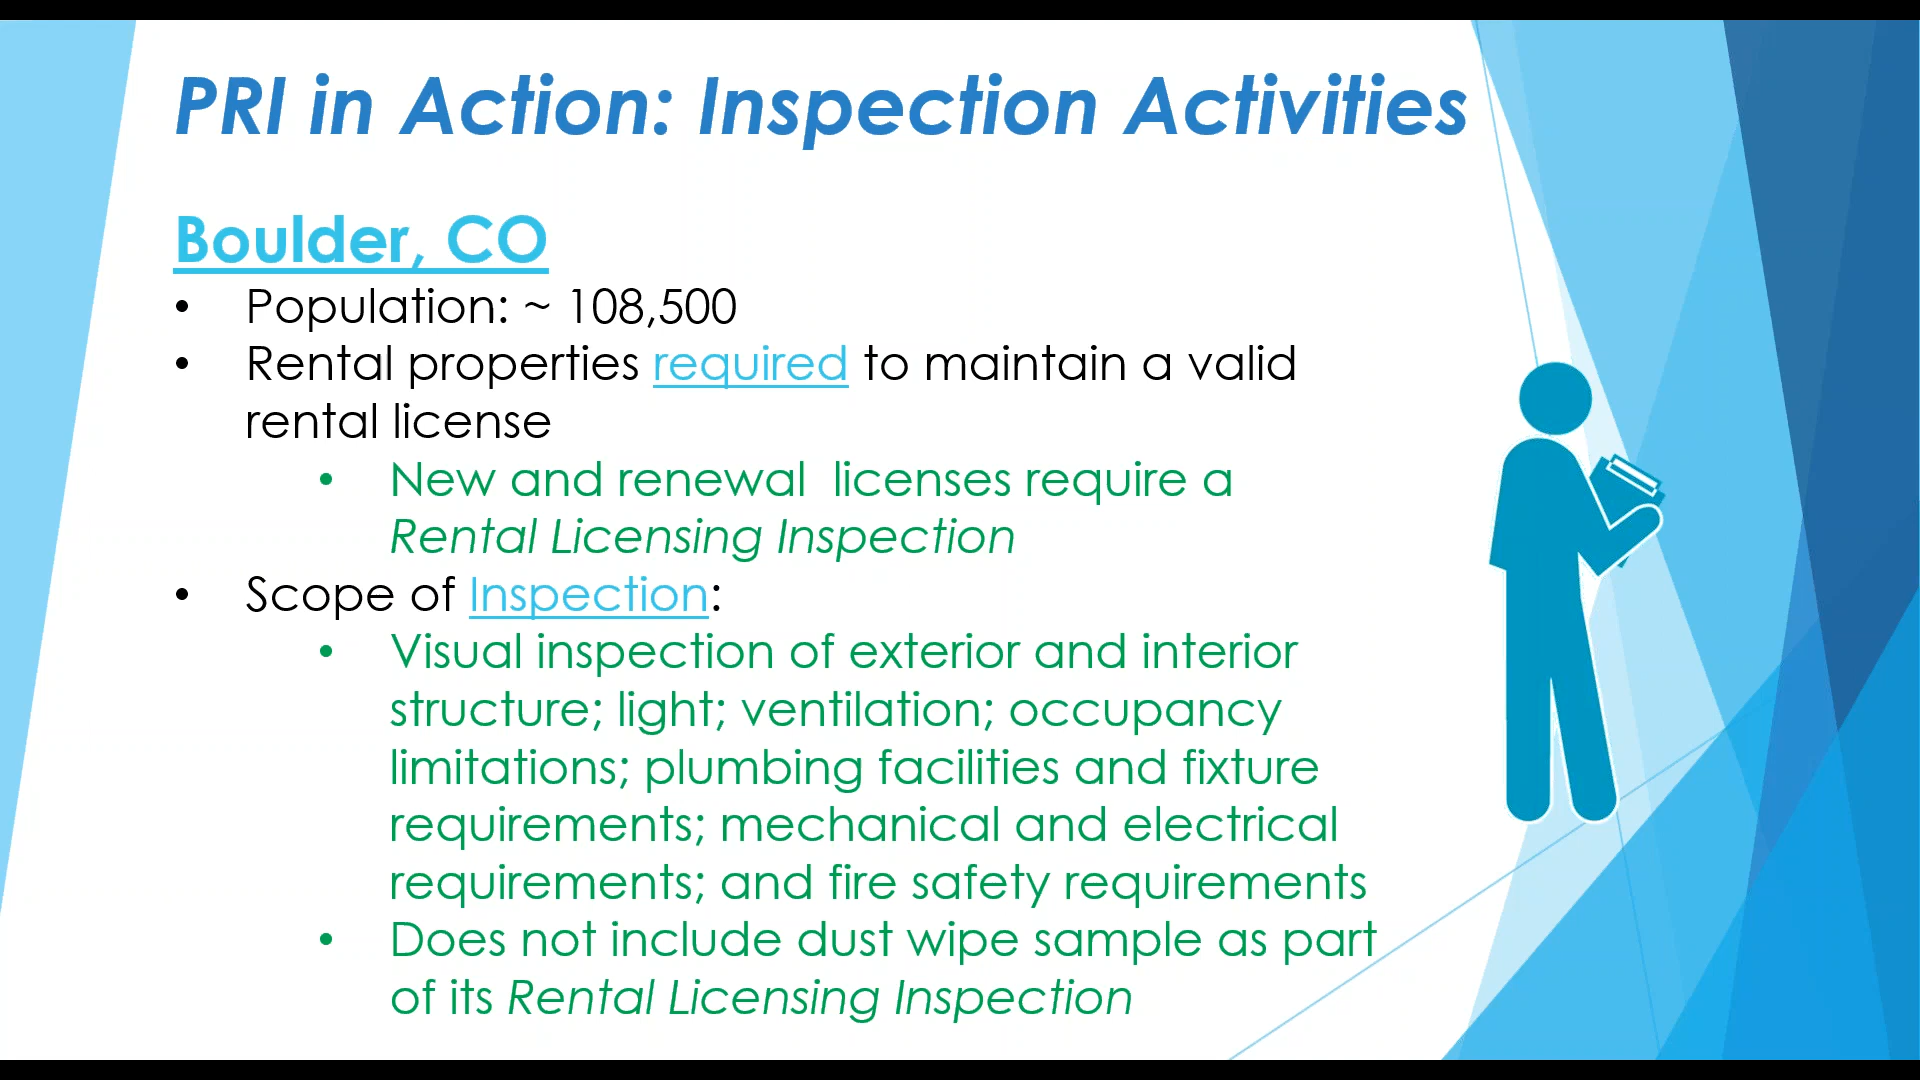 PRI in Action: Inspection Activities
Boulder, CO
• Population: ~ 108,500
• Rental properties required to maintain a valid
rental license
• New and renewal  licenses require a
Rental Licensing Inspection
• Scope of Inspection:
• Visual inspection of exterior and interior
structure; light; ventilation; occupancy
limitations; plumbing facilities and fixture
requirements; mechanical and electrical
requirements; and fire safety requirements
• Does not include dust wipe sample as part
of its Rental Licensing Inspection